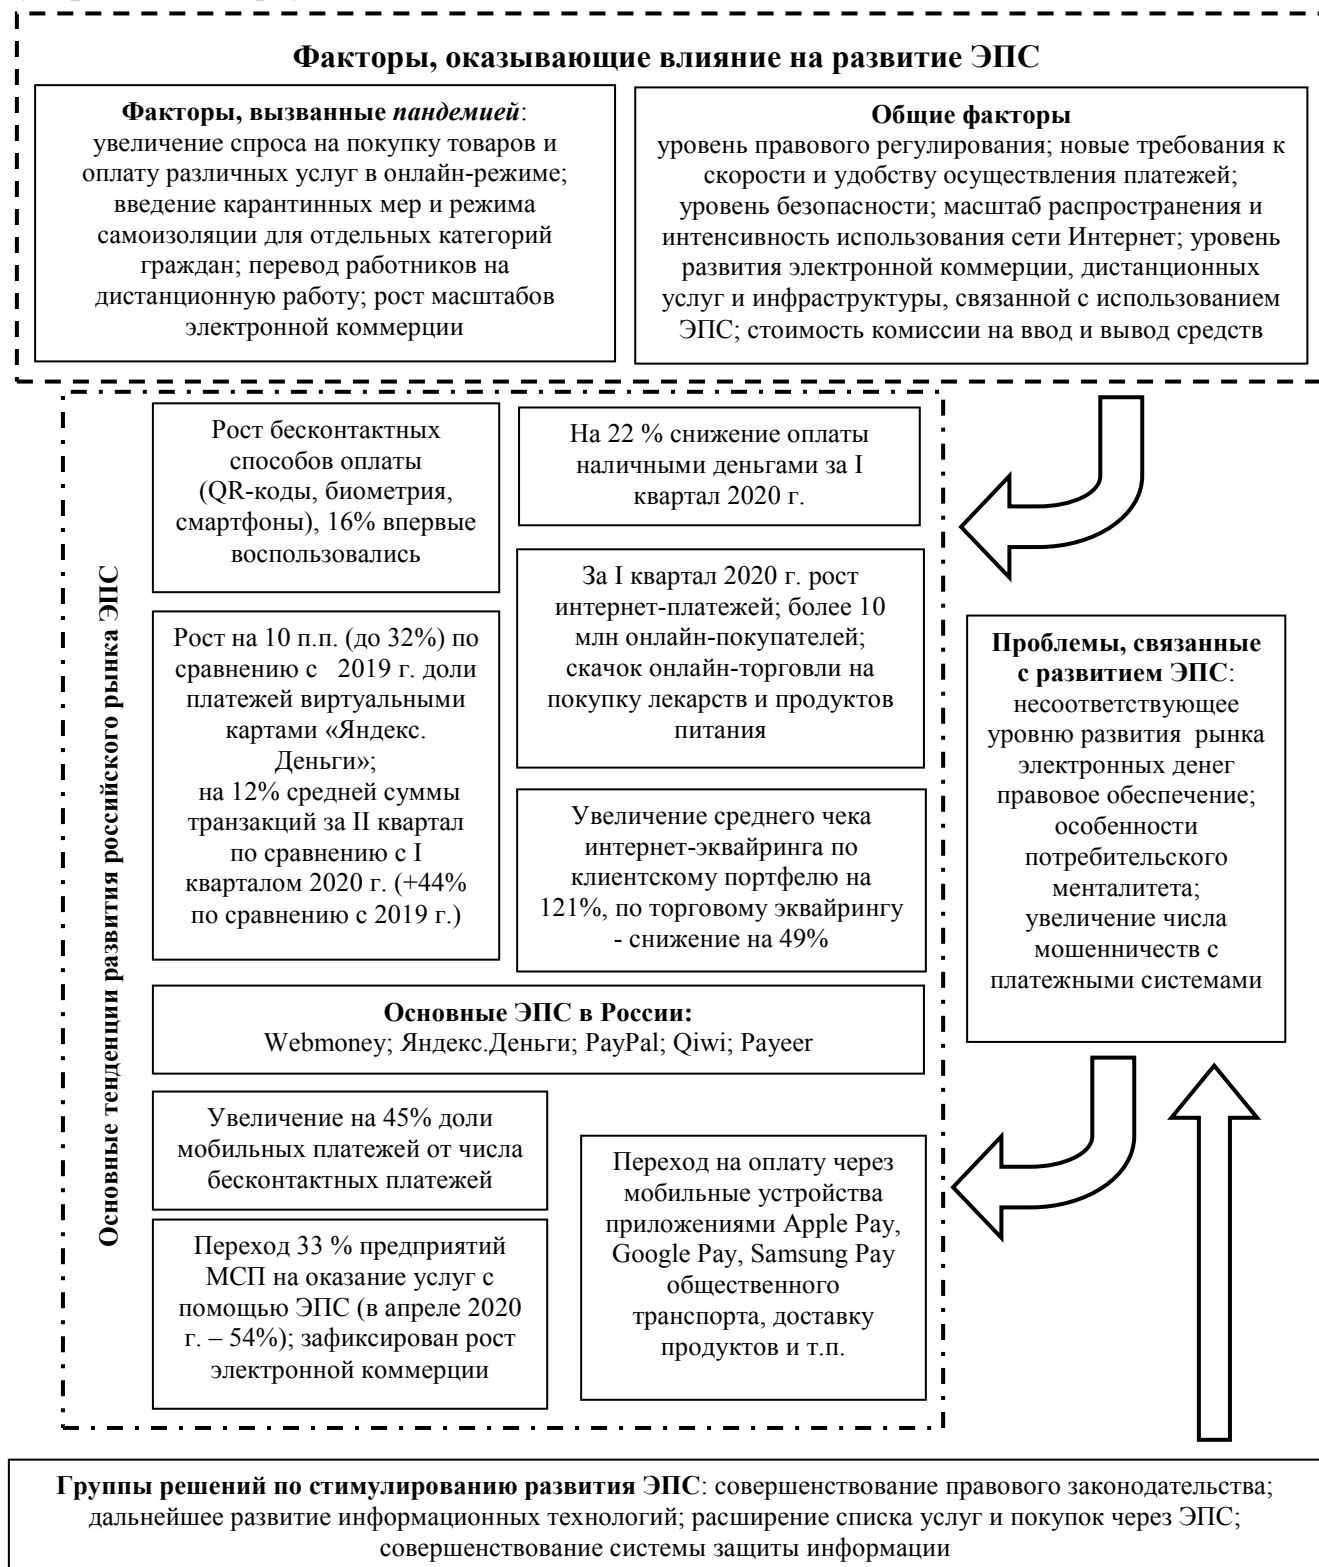 Факторы, оказывающие влияние на развитие ЭПС
Факторы, вызванные пандемией:
увеличение спроса на покупку товаров и
оплату различных услуг в онлайн-режиме;
введение карантинных мер и режима
самоизоляции для отдельных категорий
граждан; перевод работников на
дистанционную работу; рост масштабов
электронной коммерции
Общие факторы
уровень правового регулирования; новые требования к
скорости и удобству осуществления платежей;
уровень безопасности; масштаб распространения и
интенсивность использования сети Интернет; уровень
развития электронной коммерции, дистанционных
услуг и инфраструктуры, связанной с использованием
ЭПС; стоимость комиссии на ввод и вывод средств
Основные тенденции развития российского рынка ЭПС
Рост бесконтактных
способов оплаты
(QR-коды, биометрия,
смартфоны), 16% впервые
воспользовались
На 22 % снижение оплаты
наличными деньгами за I
квартал 2020 г.
Рост на 10 п.п. (до 32%) по
сравнению с 2019 г. доли
платежей виртуальными
картами «Яндекс.
Деньги»;
на 12% средней суммы
транзакций за II квартал
по сравнению с I
кварталом 2020 г. (+44%
по сравнению с 2019 г.)
За I квартал 2020 г. рост
интернет-платежей; более 10
млн онлайн-покупателей;
скачок онлайн-торговли на
покупку лекарств и продуктов
питания
Увеличение среднего чека
интернет-эквайринга по
клиентскому портфелю на
121%, по торговому эквайрингу
- снижение на 49%
Основные ЭПС в России:
Webmoney; Яндекс.Деньги; PayPal; Qiwi; Payeer
Увеличение на 45% доли
мобильных платежей от числа
бесконтактных платежей
Переход 33 % предприятий
МСП на оказание услуг с
помощью ЭПС (в апреле 2020
г. – 54%); зафиксирован рост
электронной коммерции
Переход на оплату через
мобильные устройства
приложениями Apple Pay,
Google Pay, Samsung Pay
общественного
транспорта, доставку
продуктов и т.п.
Проблемы, связанные
с развитием ЭПС:
несоответствующее
уровню развития рынка
электронных денег
правовое обеспечение;
особенности
потребительского
менталитета;
увеличение числа
мошенничеств с
платежными системами
Группы решений по стимулированию развития ЭПС: совершенствование правового законодательства;
дальнейшее развитие информационных технологий; расширение списка услуг и покупок через ЭПС;
совершенствование системы защиты информации